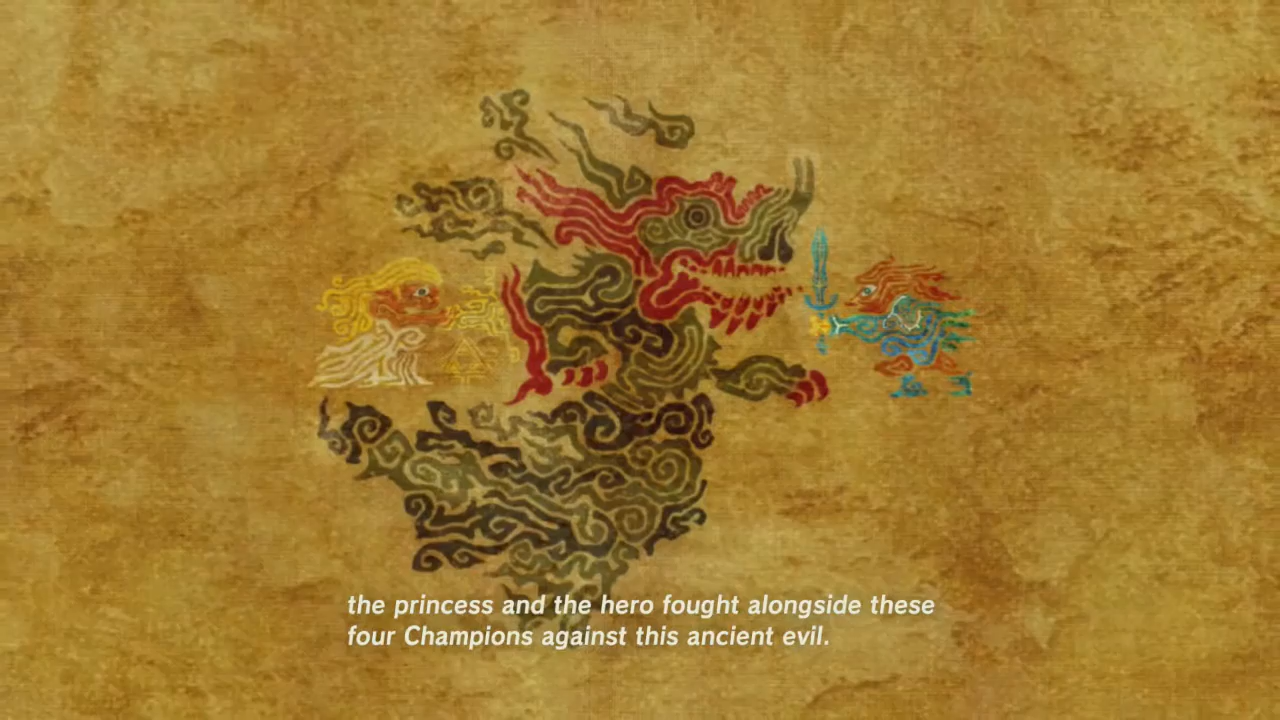 the princess and the hero fought alongside these
four Champions against this ancient evil.